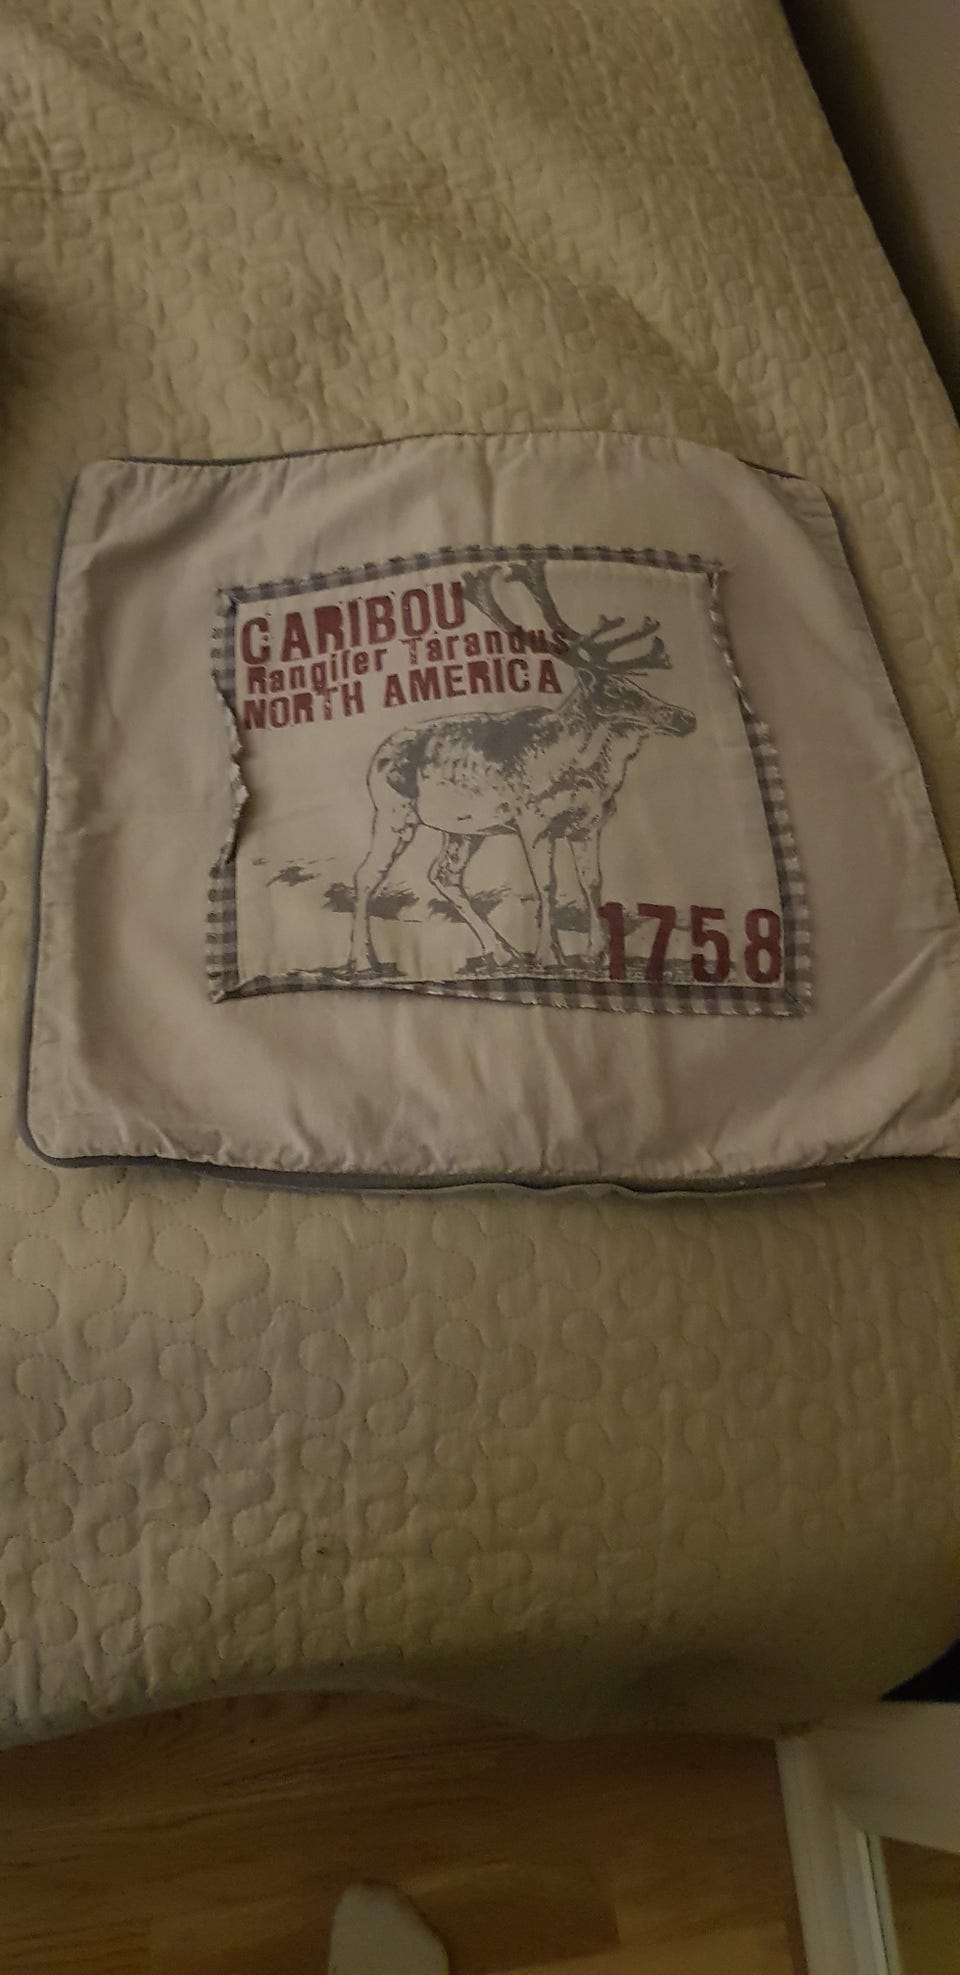 CARIBOU
Rangifer Tarandus
NORTH AMERICA
1758